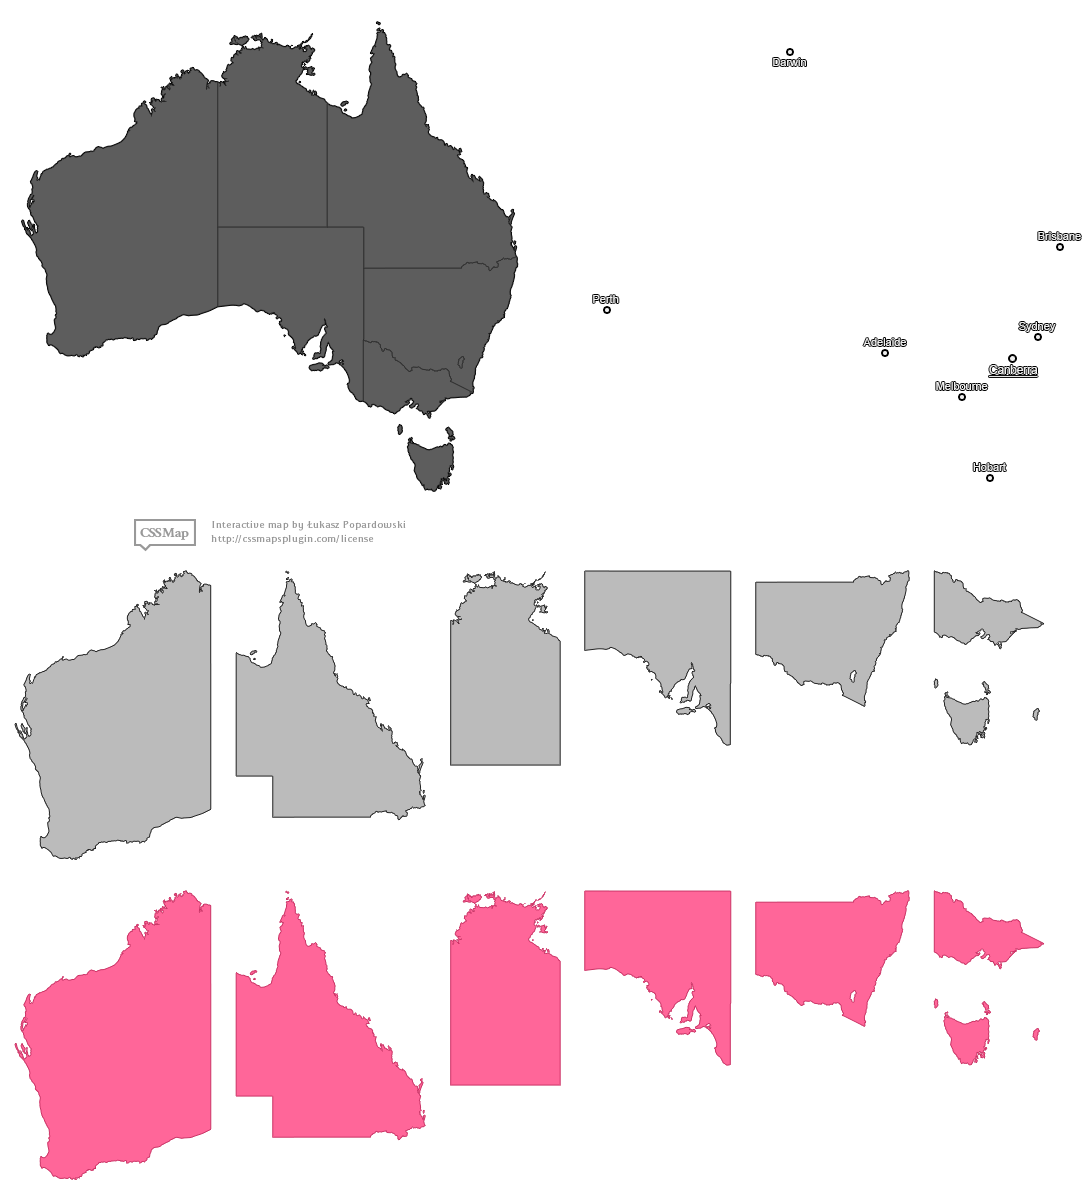 Darwin
Brisbane
Perth
Sydney
Adelaide
Canberra
Melbourne
Hobart
CSSMap
Interactive map by Łukasz Popardowski
http://cssmapsplugin.com/license